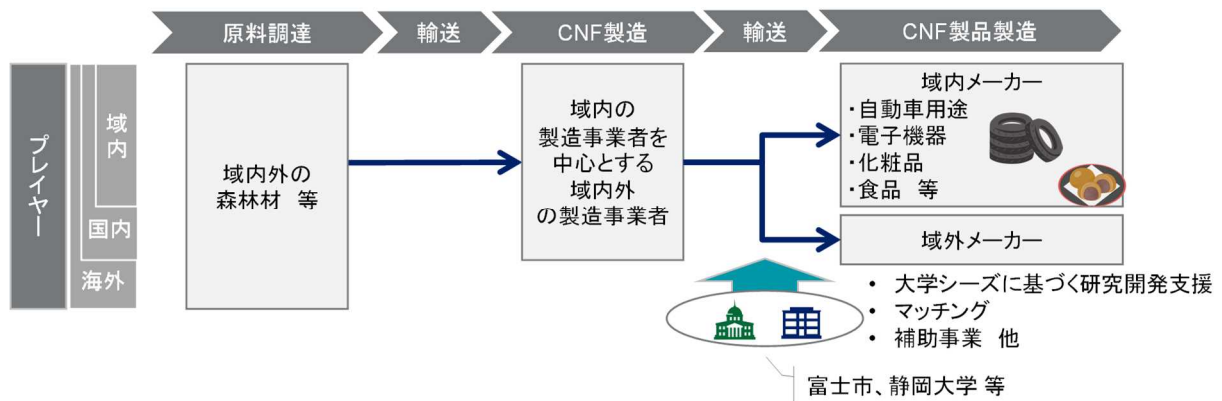 原料調達
輸送
CNF製造
輸送
CNF製品製造
プレイヤー
域内
国内
海外
域内外の
森林材 等
域内の
製造事業者を
中心とする
域内外
の製造事業者
域内メーカー
・自動車用途
・電子機器
・化粧品
・食品 等
域外メーカー
• 大学シーズに基づく研究開発支援
• マッチング
• 補助事業 他
富士市、静岡大学 等